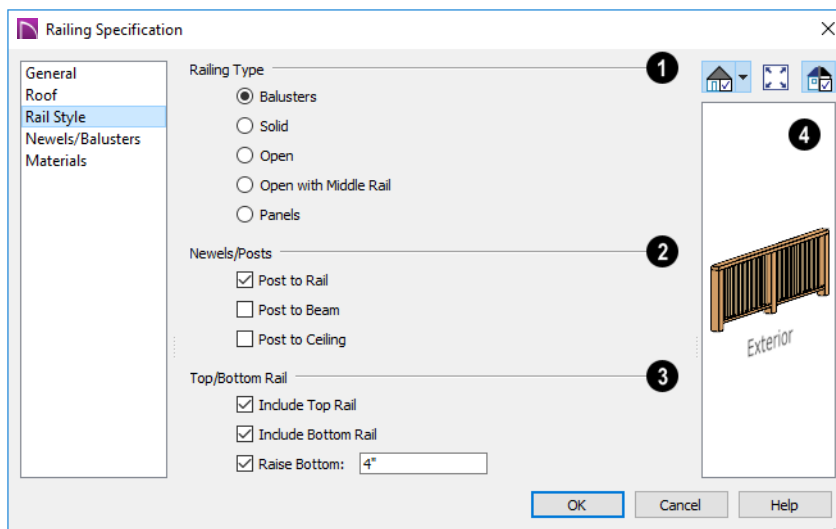 Railing Specification
General
Roof
Rail Style
Newels/Balusters
Materials
Railing Type
1
Balusters
Solid
Open
Open with Middle Rail
Panels
Newels/Posts
2
Post to Rail
Post to Beam
Post to Ceiling
Top/Bottom Rail
3
Include Top Rail
Include Bottom Rail
Raise Bottom: 4"
4
Exterior
OK Cancel Help